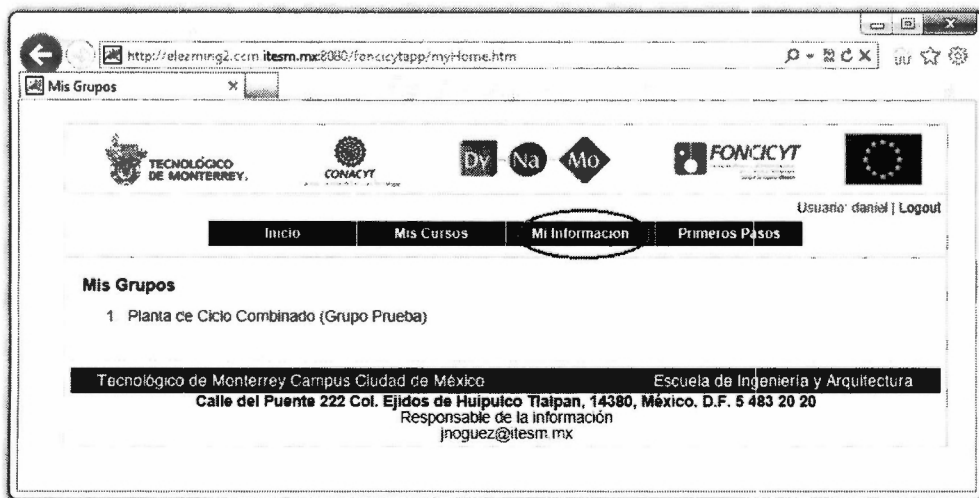 http://elearning2.ccm.itesm.mx:8080/foncicytapp/myHome.htm
Mis Grupos
TECNOLÓGICO DE MONTERREY.
CONACYT
Dy Na Mo
FONCICYT
Usuario: daniel | Logout
Inicio Mis Cursos Mi Informacion Primeros Pasos
Mis Grupos
1 Planta de Ciclo Combinado (Grupo Prueba)
Tecnológico de Monterrey Campus Ciudad de México Escuela de Ingeniería y Arquitectura
Calle del Puente 222 Col. Ejidos de Huipulco Tlalpan, 14380, México. D.F. 5 483 20 20
Responsable de la información
jnoguez@itesm.mx